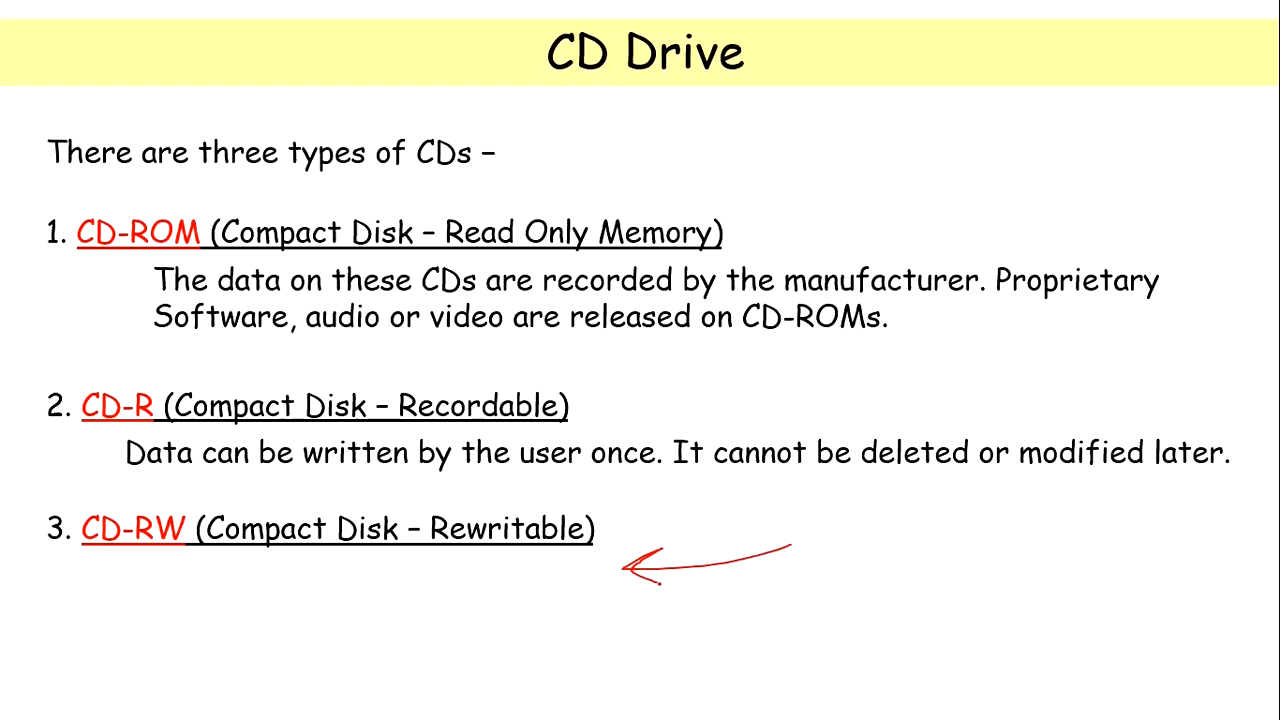 CD Drive
There are three types of CDs –
1. CD-ROM (Compact Disk – Read Only Memory)
The data on these CDs are recorded by the manufacturer. Proprietary
Software, audio or video are released on CD-ROMs.
2. CD-R (Compact Disk – Recordable)
Data can be written by the user once. It cannot be deleted or modified later.
3. CD-RW (Compact Disk – Rewritable)